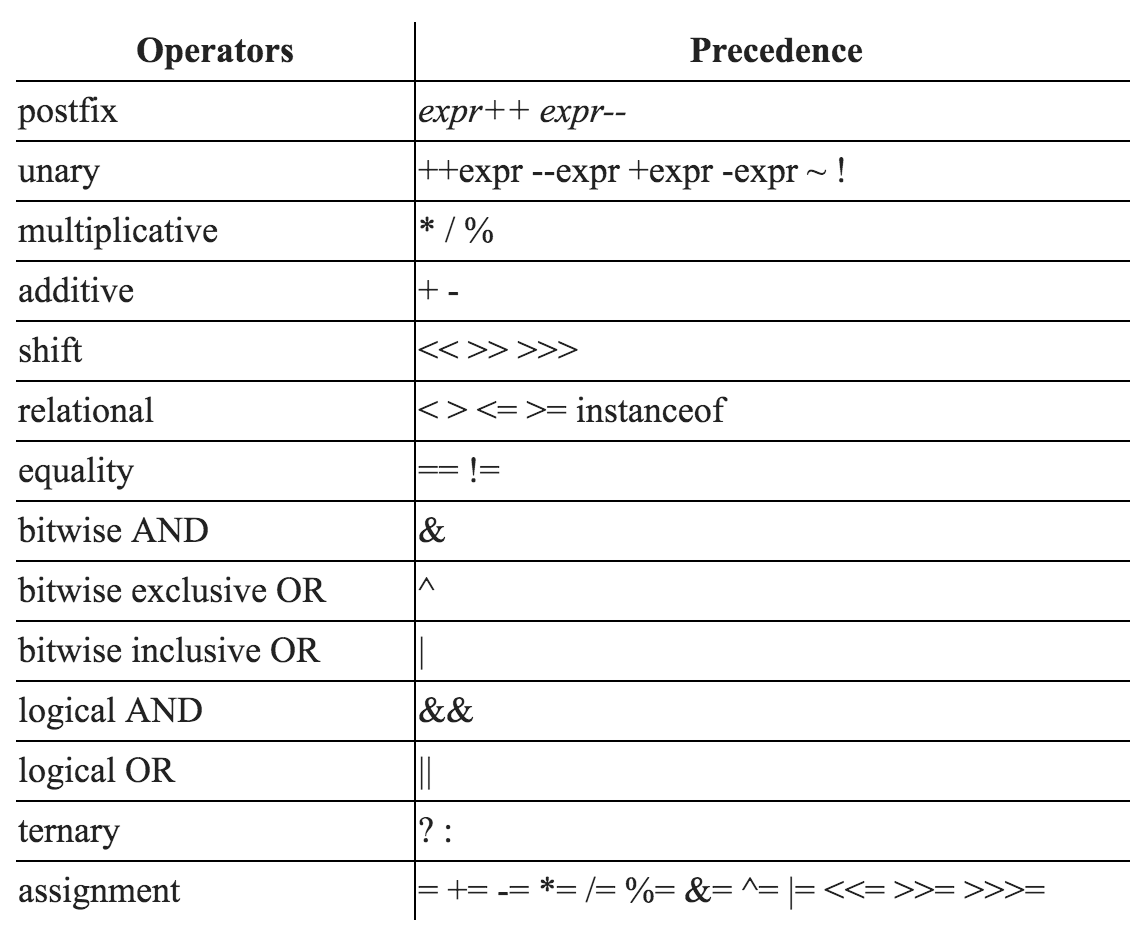 Operators Precedence
postfix expr++ expr--
unary ++expr --expr +expr -expr ~ !
multiplicative * / %
additive + -
shift << >> >>>
relational < > <= >= instanceof
equality == !=
bitwise AND &
bitwise exclusive OR ^
bitwise inclusive OR |
logical AND &&
logical OR ||
ternary ? :
assignment = += -= *= /= %= &= ^= |= <<= >>= >>>=